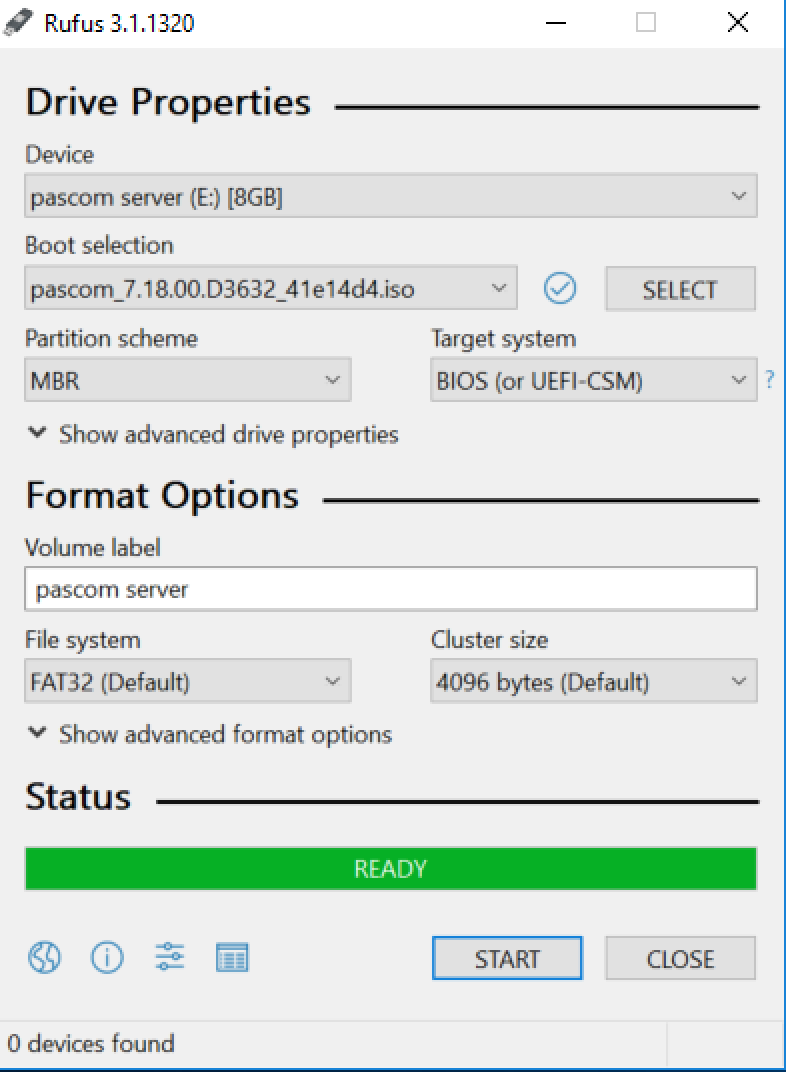 Rufus 3.1.1320
Drive Properties
Device
pascom server (E:) [8GB]
Boot selection
pascom_7.18.00.D3632_41e14d4.iso
SELECT
Partition scheme
Target system
MBR
BIOS (or UEFI-CSM)
?
Show advanced drive properties
Format Options
Volume label
pascom server
File system
Cluster size
FAT32 (Default)
4096 bytes (Default)
Show advanced format options
Status
READY
START
CLOSE
0 devices found